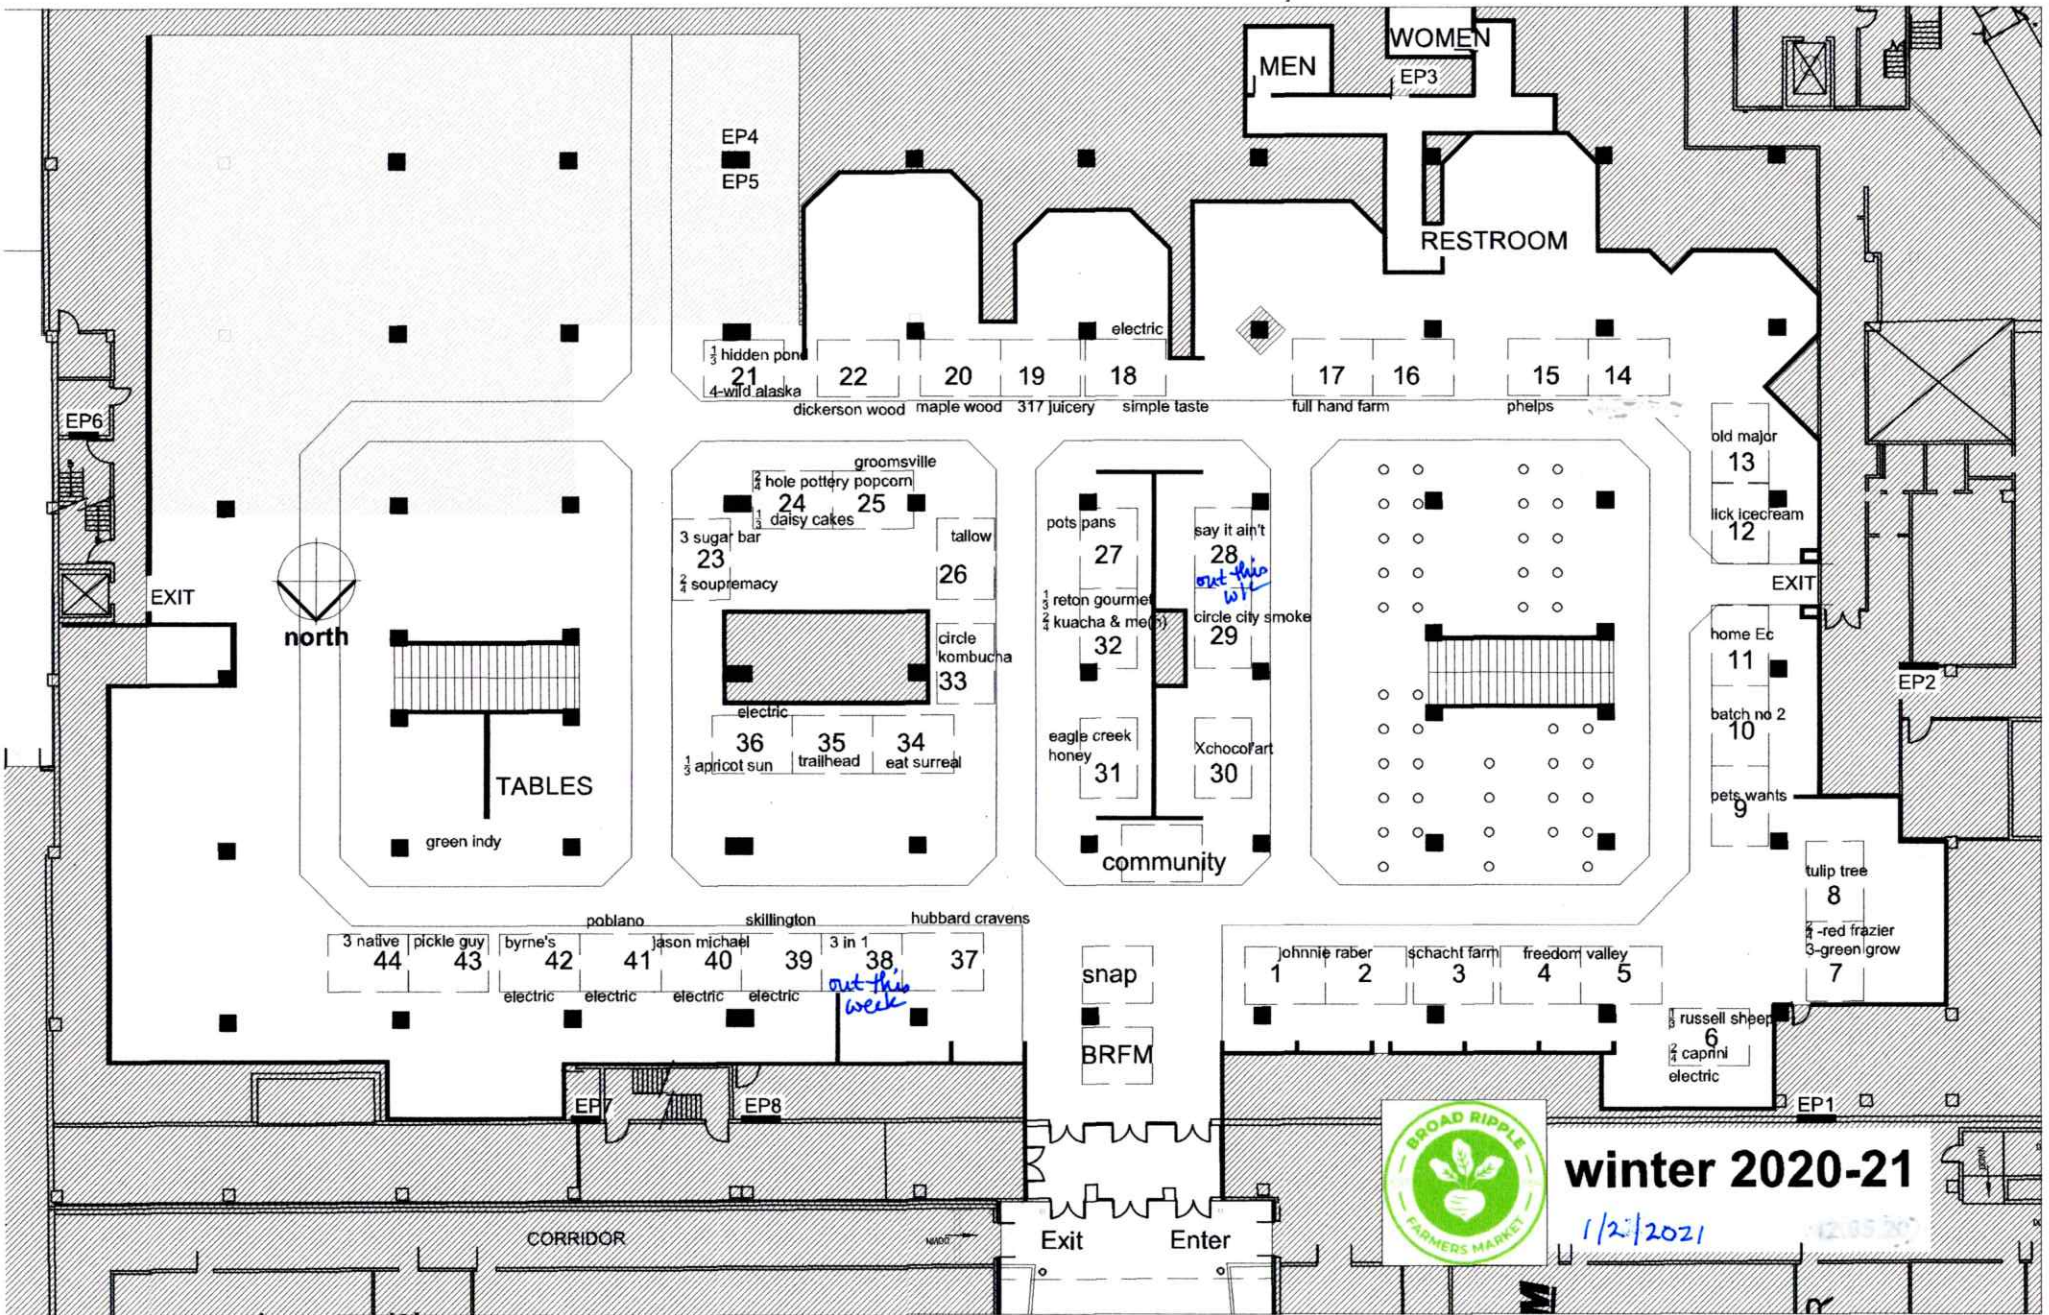 WOMEN
MEN
EP3
EP4
EP5
RESTROOM
electric
1/3 hidden pond
21
4-wild alaska
22
dickerson wood
20
maple wood
19
317 juicery
18
simple taste
17
full hand farm
16
15
phelps
14
EP6
old major
13
lick icecream
12
EXIT
groomsville
2/4 hole pottery popcorn
24
25
1/3 daisy cakes
3 sugar bar
23
2/4 soupremacy
tallow
26
pots pans
27
say it ain't
28
out this
wk
1/3 reton gourmet
2/4 kuacha & me(n)
32
circle city smoke
29
EXIT
north
circle
kombucha
33
electric
36
35
34
1/3 apricot sun
trailhead
eat surreal
eagle creek
honey
31
Xchocol'art
30
home Ec
11
EP2
batch no 2
10
pets wants
9
TABLES
green indy
community
tulip tree
8
2/4 -red frazier
3-green grow
7
poblano
skillington
hubbard cravens
3 native
pickle guy
byrne's
jason michael
3 in 1
44
43
42
41
40
39
38
37
electric
electric
electric
electric
out this
week
snap
BRFM
johnnie raber
schacht farm
freedom valley
1
2
3
4
5
1/3 russell sheep
6
2/4 caprini
electric
EP7
EP8
EP1
BROAD RIPPLE
FARMERS MARKET
winter 2020-21
CORRIDOR
DOWN
Exit
Enter